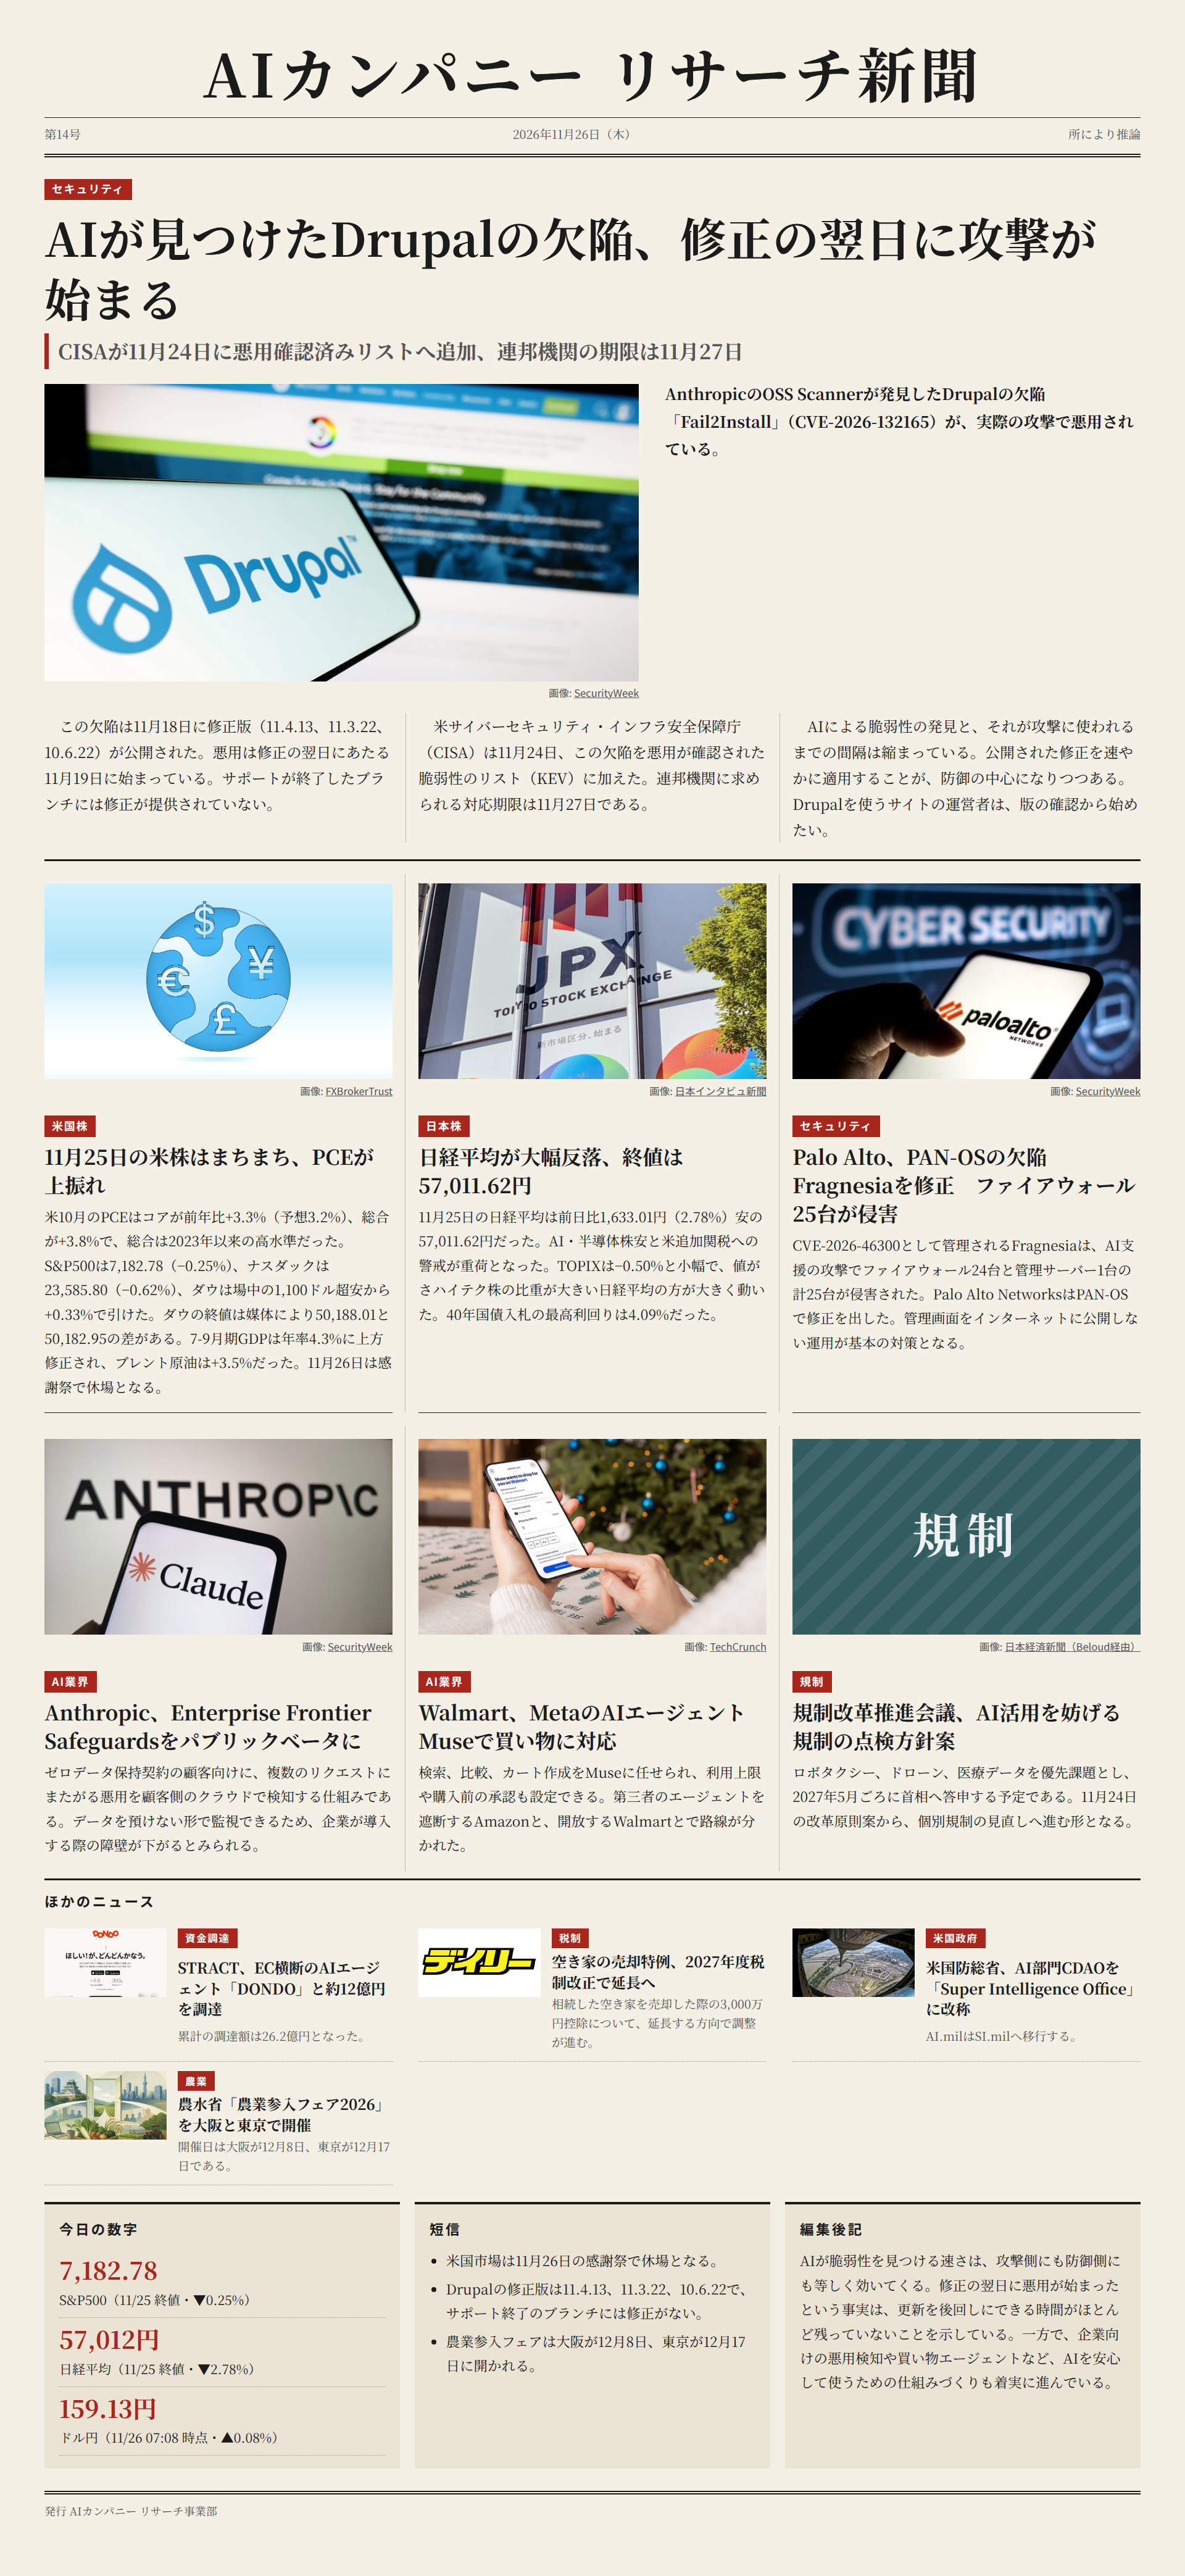 AIカンパニー リサーチ新聞
第14号
2026年11月26日（木）
所により推論
セキュリティ
AIが見つけたDrupalの欠陥、修正の翌日に攻撃が
始まる
CISAが11月24日に悪用確認済みリストへ追加、連邦機関の期限は11月27日
Drupal
画像: SecurityWeek
AnthropicのOSS Scannerが発見したDrupalの欠陥
「Fail2Install」（CVE-2026-132165）が、実際の攻撃で悪用され
ている。
この欠陥は11月18日に修正版（11.4.13、11.3.22、
10.6.22）が公開された。悪用は修正の翌日にあたる
11月19日に始まっている。サポートが終了したブラ
ンチには修正が提供されていない。
米サイバーセキュリティ・インフラ安全保障庁
（CISA）は11月24日、この欠陥を悪用が確認された
脆弱性のリスト（KEV）に加えた。連邦機関に求め
られる対応期限は11月27日である。
AIによる脆弱性の発見と、それが攻撃に使われる
までの間隔は縮まっている。公開された修正を速や
かに適用することが、防御の中心になりつつある。
Drupalを使うサイトの運営者は、版の確認から始め
たい。
$
€
¥
£
画像: FXBrokerTrust
米国株
11月25日の米株はまちまち、PCEが
上振れ
米10月のPCEはコアが前年比+3.3%（予想3.2%）、総合
が+3.8%で、総合は2023年以来の高水準だった。
S&P500は7,182.78（−0.25%）、ナスダックは
23,585.80（−0.62%）、ダウは場中の1,100ドル超安から
+0.33%で引けた。ダウの終値は媒体により50,188.01と
50,182.95の差がある。7-9月期GDPは年率4.3%に上方
修正され、ブレント原油は+3.5%だった。11月26日は感
謝祭で休場となる。
JPX
TOKYO STOCK EXCHANGE
新市場区分、始まる
画像: 日本インタビュ新聞
日本株
日経平均が大幅反落、終値は
57,011.62円
11月25日の日経平均は前日比1,633.01円（2.78%）安の
57,011.62円だった。AI・半導体株安と米追加関税への
警戒が重荷となった。TOPIXは−0.50%と小幅で、値が
さハイテク株の比重が大きい日経平均の方が大きく動い
た。40年国債入札の最高利回りは4.09%だった。
CYBER SECURITY
paloalto
NETWORKS
画像: SecurityWeek
セキュリティ
Palo Alto、PAN-OSの欠陥
Fragnesiaを修正　ファイアウォール
25台が侵害
CVE-2026-46300として管理されるFragnesiaは、AI支
援の攻撃でファイアウォール24台と管理サーバー1台の
計25台が侵害された。Palo Alto NetworksはPAN-OS
で修正を出した。管理画面をインターネットに公開しな
い運用が基本の対策となる。
ANTHROP\C
Claude
画像: SecurityWeek
AI業界
Anthropic、Enterprise Frontier
Safeguardsをパブリックベータに
ゼロデータ保持契約の顧客向けに、複数のリクエストに
またがる悪用を顧客側のクラウドで検知する仕組みであ
る。データを預けない形で監視できるため、企業が導入
する際の障壁が下がるとみられる。
Muse wants to shop for
you on Walmart
画像: TechCrunch
AI業界
Walmart、MetaのAIエージェント
Museで買い物に対応
検索、比較、カート作成をMuseに任せられ、利用上限
や購入前の承認も設定できる。第三者のエージェントを
遮断するAmazonと、開放するWalmartとで路線が分
かれた。
規制
画像: 日本経済新聞（Beloud経由）
規制
規制改革推進会議、AI活用を妨げる
規制の点検方針案
ロボタクシー、ドローン、医療データを優先課題とし、
2027年5月ごろに首相へ答申する予定である。11月24日
の改革原則案から、個別規制の見直しへ進む形となる。
ほかのニュース
DONDO
ほしい！が、どんどんかなう。
資金調達
STRACT、EC横断のAIエージ
ェント「DONDO」と約12億円
を調達
累計の調達額は26.2億円となった。
デイリー
税制
空き家の売却特例、2027年度税
制改正で延長へ
相続した空き家を売却した際の3,000万
円控除について、延長する方向で調整
が進む。
米国政府
米国防総省、AI部門CDAOを
「Super Intelligence Office」
に改称
AI.milはSI.milへ移行する。
農業
農水省「農業参入フェア2026」
を大阪と東京で開催
開催日は大阪が12月8日、東京が12月17
日である。
今日の数字
7,182.78
S&P500（11/25 終値・▼0.25%）
57,012円
日経平均（11/25 終値・▼2.78%）
159.13円
ドル円（11/26 07:08 時点・▲0.08%）
短信
米国市場は11月26日の感謝祭で休場となる。
Drupalの修正版は11.4.13、11.3.22、10.6.22で、
サポート終了のブランチには修正がない。
農業参入フェアは大阪が12月8日、東京が12月17
日に開かれる。
編集後記
AIが脆弱性を見つける速さは、攻撃側にも防御側に
も等しく効いてくる。修正の翌日に悪用が始まった
という事実は、更新を後回しにできる時間がほとん
ど残っていないことを示している。一方で、企業向
けの悪用検知や買い物エージェントなど、AIを安心
して使うための仕組みづくりも着実に進んでいる。
発行 AIカンパニー リサーチ事業部